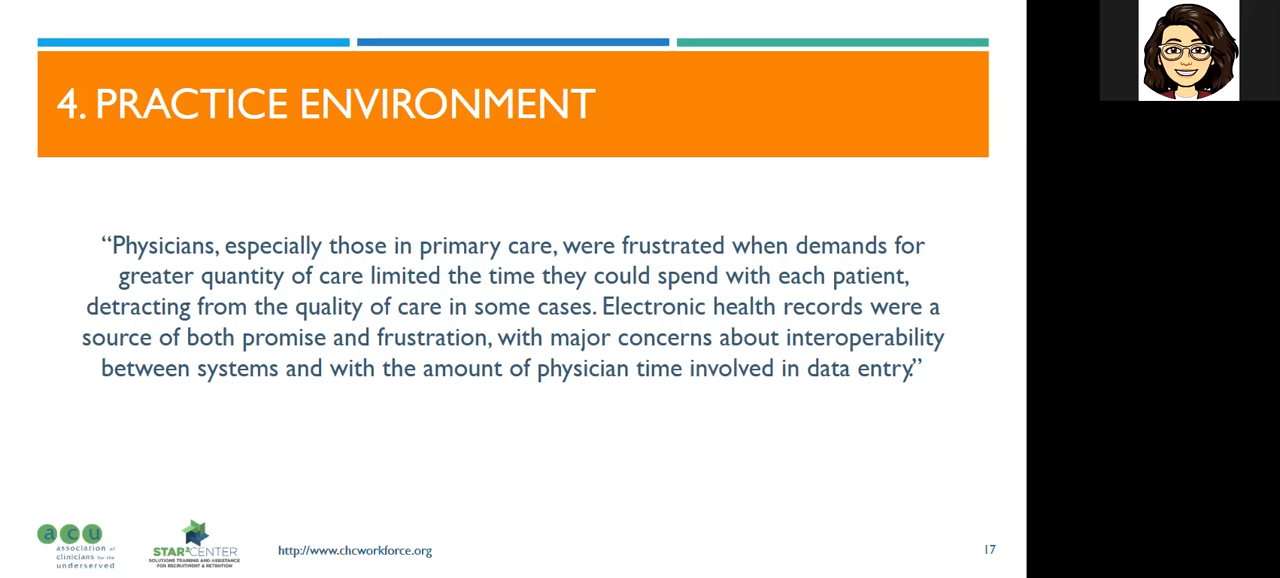 4. PRACTICE ENVIRONMENT
“Physicians, especially those in primary care, were frustrated when demands for
greater quantity of care limited the time they could spend with each patient,
detracting from the quality of care in some cases. Electronic health records were a
source of both promise and frustration, with major concerns about interoperability
between systems and with the amount of physician time involved in data entry.”
acu
association of
clinicians for the
underserved
STAR² CENTER
SOLUTIONS TRAINING AND ASSISTANCE
FOR RECRUITMENT & RETENTION
http://www.chcworkforce.org
17